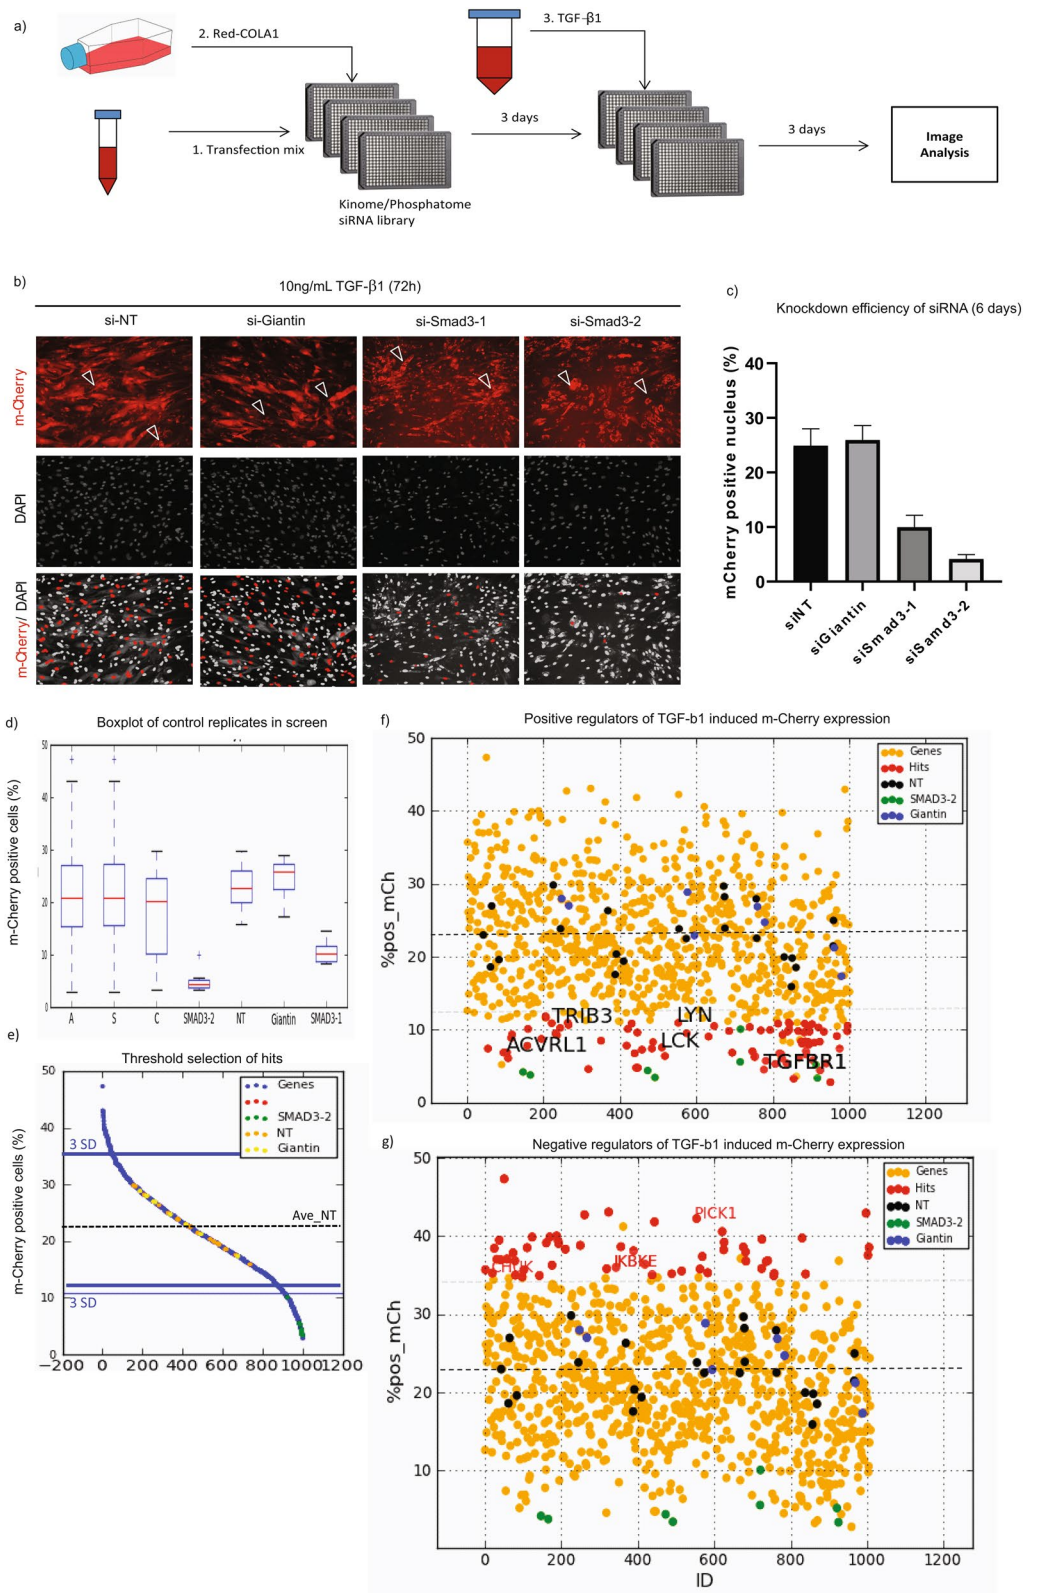 a)
2. Red-COLA1
3. TGF-β1
1. Transfection mix
3 days
3 days
Image
Analysis
Kinome/Phosphatome
siRNA library
b)
10ng/mL TGF-β1 (72h)
si-NT
si-Giantin
si-Smad3-1
si-Smad3-2
m-Cherry
DAPI
m-Cherry/ DAPI
c)
Knockdown efficiency of siRNA (6 days)
mCherry positive nucleus (%)
40
30
20
10
0
siNT
siGiantin
siSmad3-1
siSamd3-2
d)
Boxplot of control replicates in screen
m-Cherry positive cells (%)
50
40
30
20
10
0
A
S
C
SMAD3-2
NT
Giantin
SMAD3-1
e)
Threshold selection of hits
m-Cherry positive cells (%)
50
40
30
20
10
0
Genes
SMAD3-2
NT
Giantin
3 SD
Ave_NT
3 SD
−200
0
200
400
600
800
1000
1200
f)
Positive regulators of TGF-b1 induced m-Cherry expression
%pos_mCh
50
40
30
20
10
0
Genes
Hits
NT
SMAD3-2
Giantin
TRIB3
LYN
ACVRL1
LCK
TGFBR1
0
200
400
600
800
1000
1200
g)
Negative regulators of TGF-b1 induced m-Cherry expression
%pos_mCh
50
40
30
20
10
Genes
Hits
NT
SMAD3-2
Giantin
PICK1
IKBKE
CHUK
0
200
400
600
800
1000
1200
ID